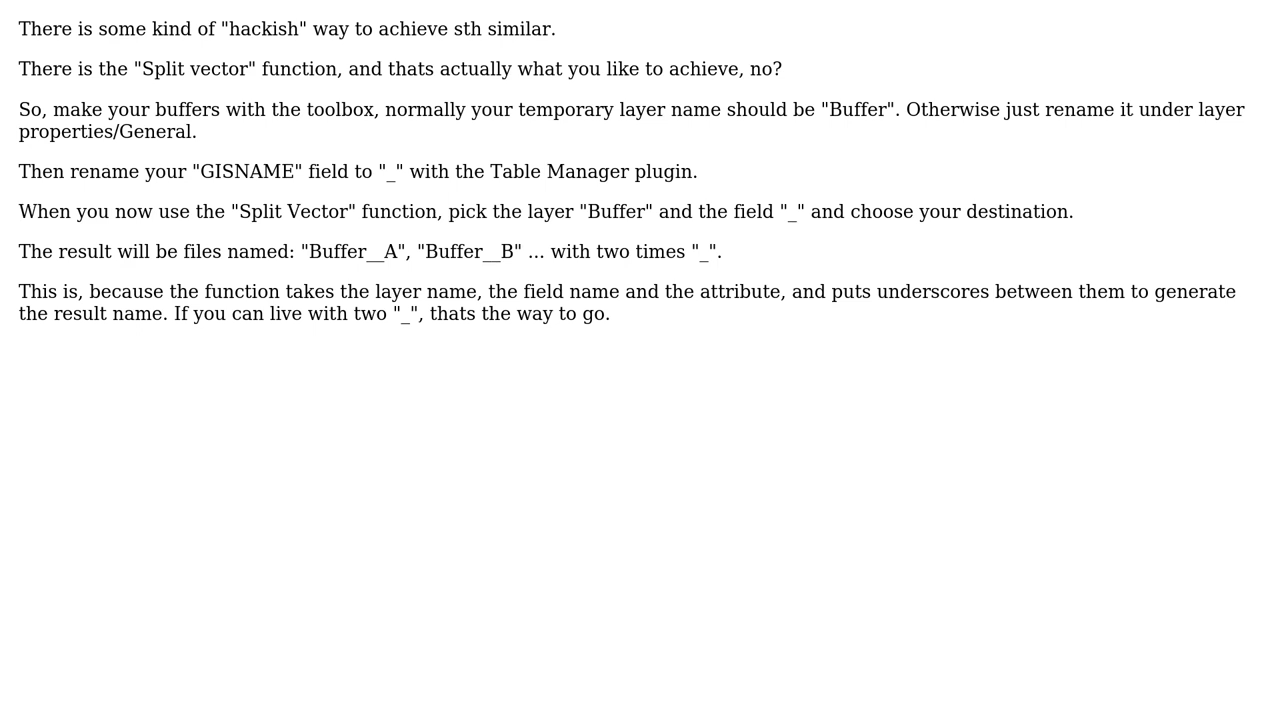 There is some kind of "hackish" way to achieve sth similar.
There is the "Split vector" function, and thats actually what you like to achieve, no?
So, make your buffers with the toolbox, normally your temporary layer name should be "Buffer". Otherwise just rename it under layer
properties/General.
Then rename your "GISNAME" field to "_" with the Table Manager plugin.
When you now use the "Split Vector" function, pick the layer "Buffer" and the field "_" and choose your destination.
The result will be files named: "Buffer__A", "Buffer__B" ... with two times "_".
This is, because the function takes the layer name, the field name and the attribute, and puts underscores between them to generate
the result name. If you can live with two "_", thats the way to go.